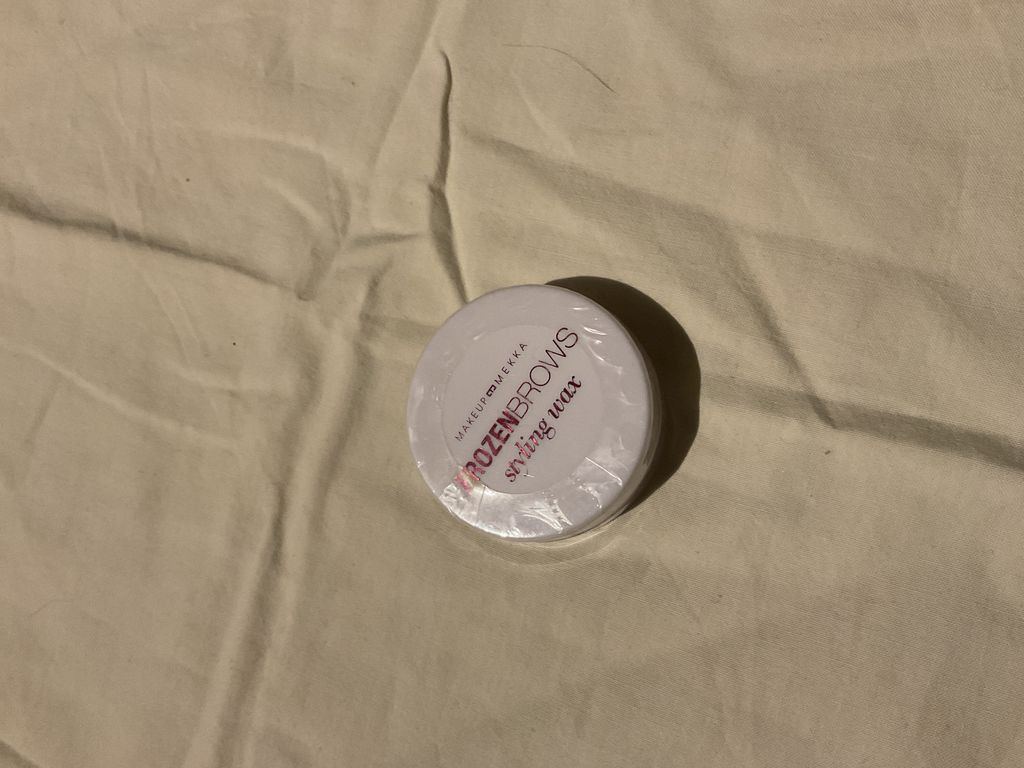 MAKEUP MEKKA
FROZENBROWS
styling wax